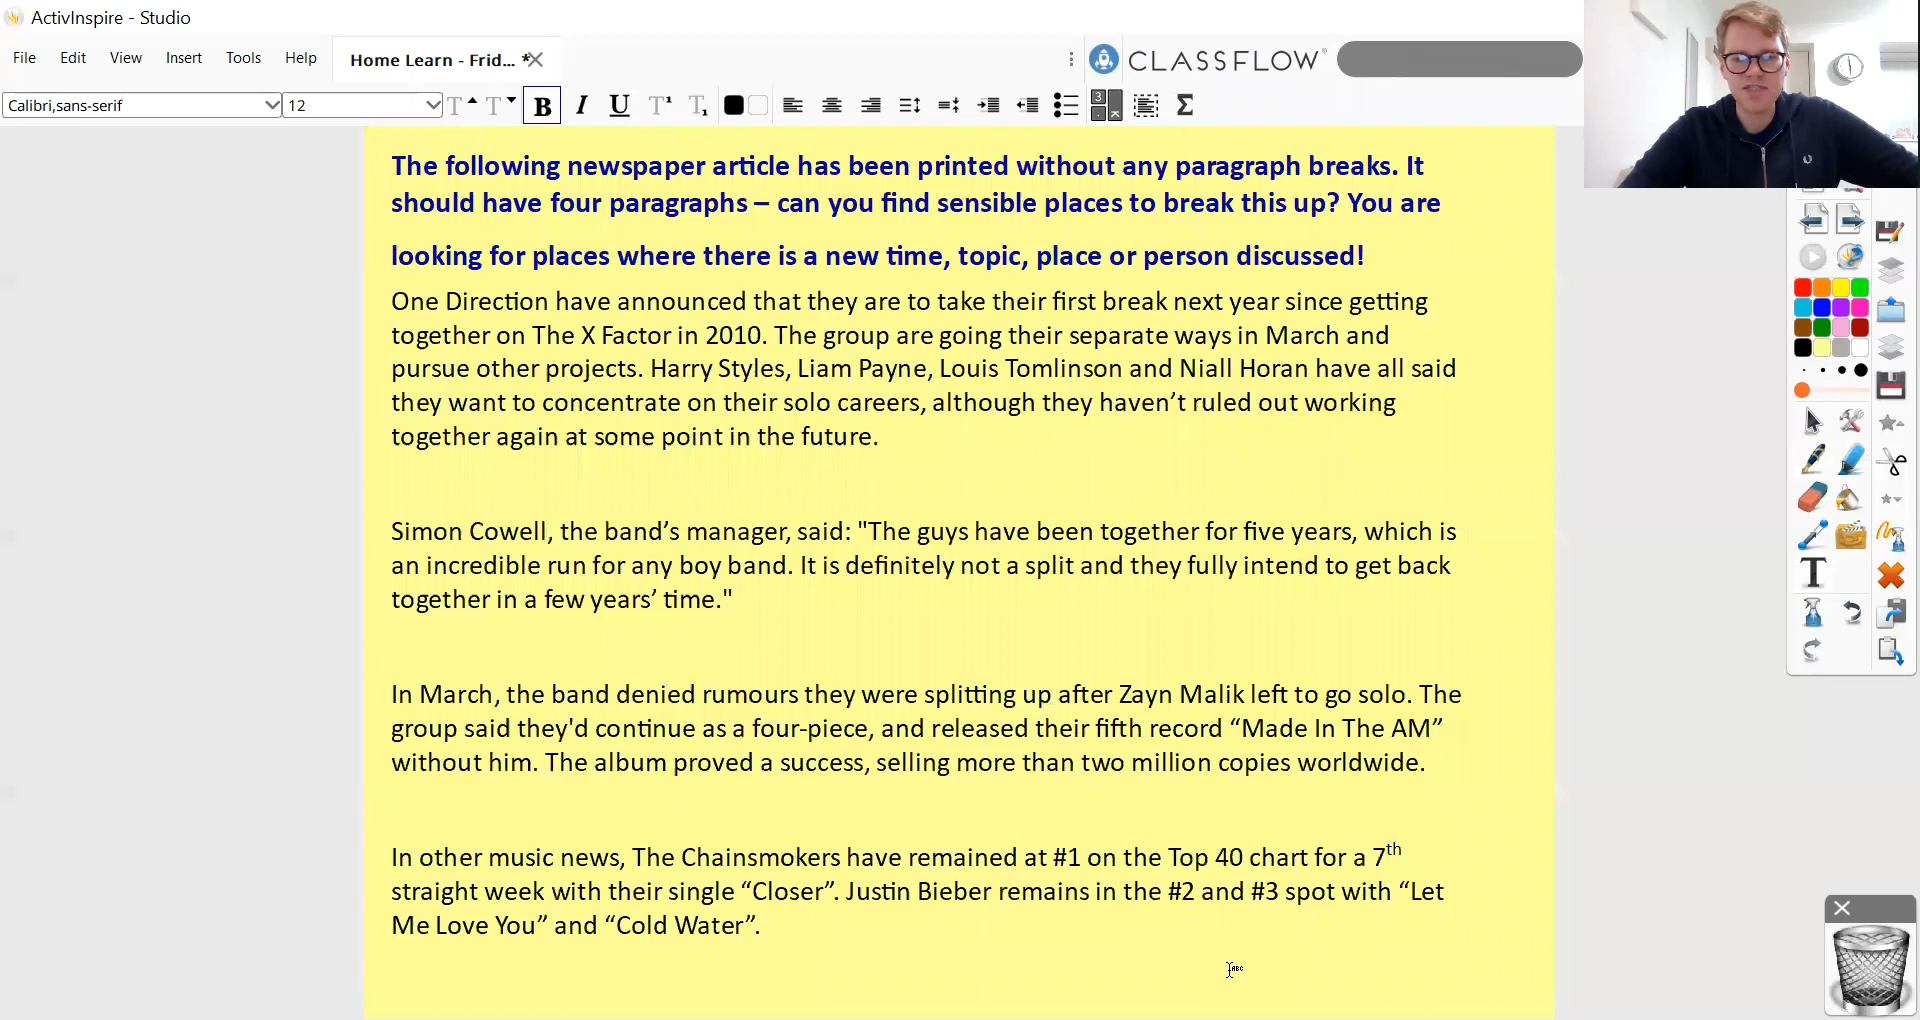 ActivInspire - Studio
File Edit View Insert Tools Help Home Learn - Frid... * CLASSFLOW
Calibri,sans-serif 12 B I U
The following newspaper article has been printed without any paragraph breaks. It
should have four paragraphs – can you find sensible places to break this up? You are
looking for places where there is a new time, topic, place or person discussed!
One Direction have announced that they are to take their first break next year since getting
together on The X Factor in 2010. The group are going their separate ways in March and
pursue other projects. Harry Styles, Liam Payne, Louis Tomlinson and Niall Horan have all said
they want to concentrate on their solo careers, although they haven’t ruled out working
together again at some point in the future.
Simon Cowell, the band’s manager, said: "The guys have been together for five years, which is
an incredible run for any boy band. It is definitely not a split and they fully intend to get back
together in a few years’ time."
In March, the band denied rumours they were splitting up after Zayn Malik left to go solo. The
group said they'd continue as a four-piece, and released their fifth record “Made In The AM”
without him. The album proved a success, selling more than two million copies worldwide.
In other music news, The Chainsmokers have remained at #1 on the Top 40 chart for a 7th
straight week with their single “Closer”. Justin Bieber remains in the #2 and #3 spot with “Let
Me Love You” and “Cold Water”.